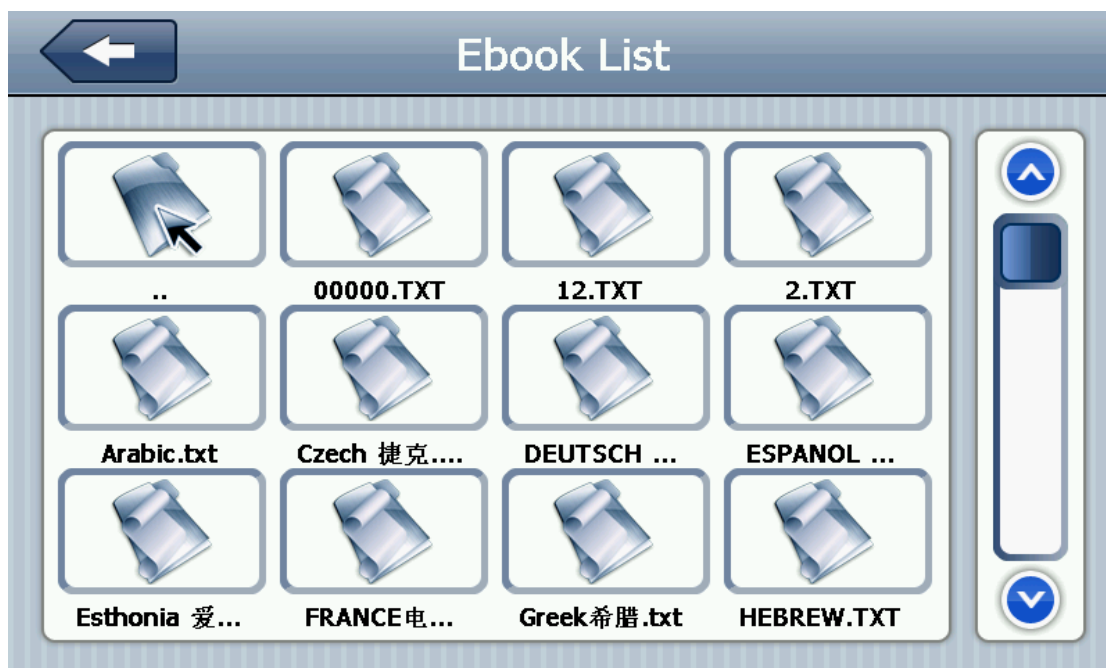 Ebook List
.. 00000.TXT 12.TXT 2.TXT
Arabic.txt Czech 捷克.... DEUTSCH ... ESPANOL ...
Esthonia 爱... FRANCE电... Greek希腊.txt HEBREW.TXT